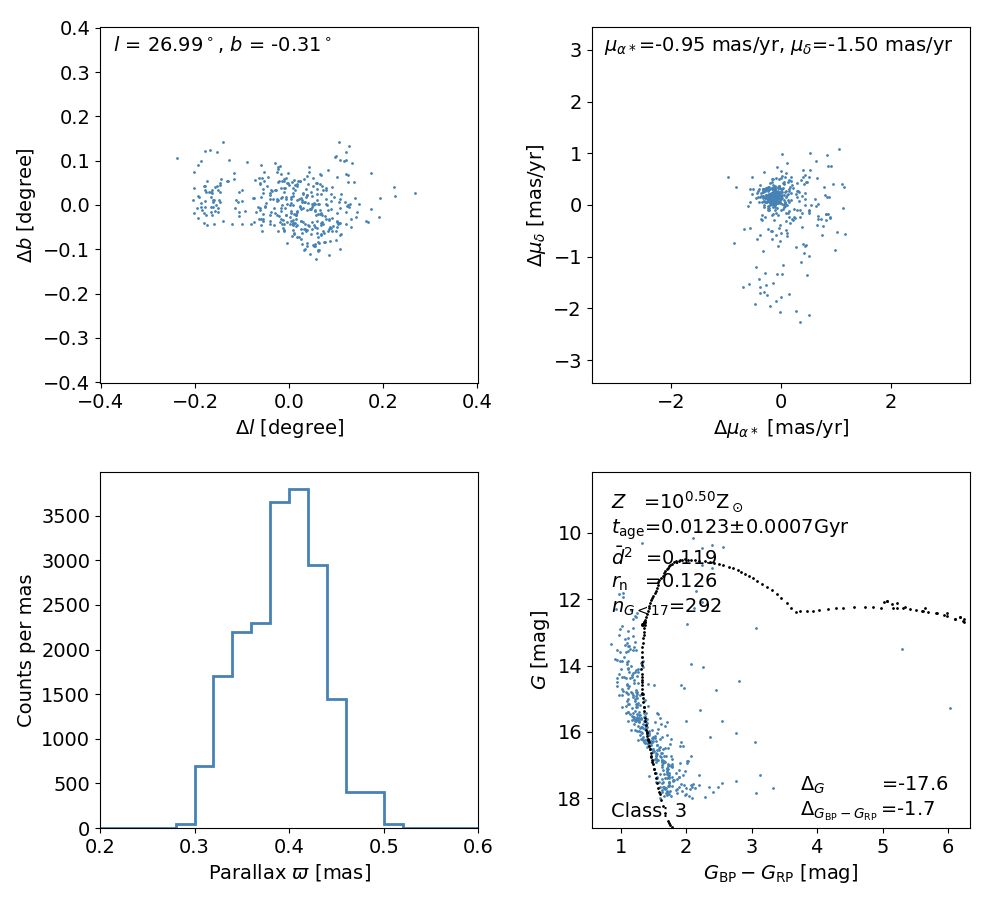 l = 26.99°, b = -0.31°
0.4
0.3
0.2
0.1
0.0
−0.1
−0.2
−0.3
−0.4
Δb [degree]
−0.4 −0.2 0.0 0.2 0.4
Δl [degree]
μα*=-0.95 mas/yr, μδ=-1.50 mas/yr
3
2
1
0
−1
−2
−3
Δμδ [mas/yr]
−2 0 2
Δμα* [mas/yr]
3500
3000
2500
2000
1500
1000
500
0
Counts per mas
0.2 0.3 0.4 0.5 0.6
Parallax ϖ [mas]
Z =10^0.50 Z⊙
t_age=0.0123±0.0007Gyr
d̄² =0.119
r_n =0.126
n_G<17=292
10
12
14
16
18
G [mag]
Δ_G =-17.6
Δ_G_BP−G_RP =-1.7
Class: 3
1 2 3 4 5 6
G_BP − G_RP [mag]